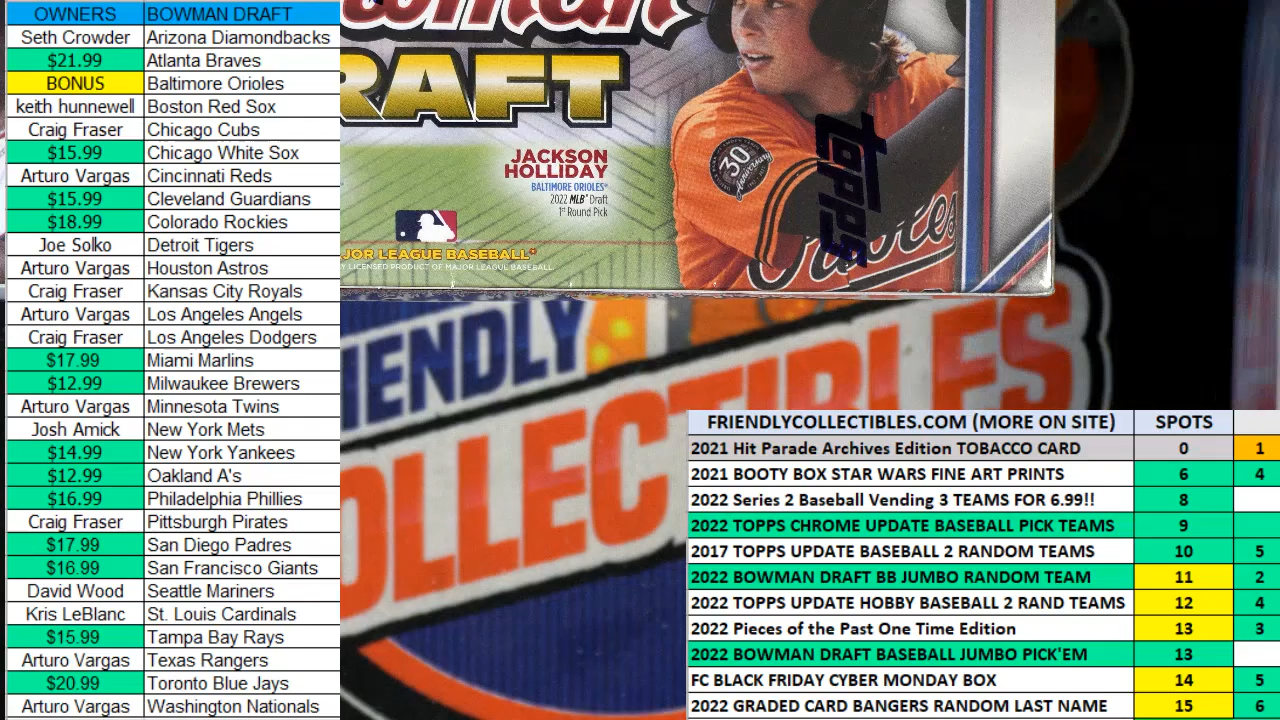 OWNERS BOWMAN DRAFT
Seth Crowder Arizona Diamondbacks
$21.99 Atlanta Braves
BONUS Baltimore Orioles
keith hunnewell Boston Red Sox
Craig Fraser Chicago Cubs
$15.99 Chicago White Sox
Arturo Vargas Cincinnati Reds
$15.99 Cleveland Guardians
$18.99 Colorado Rockies
Joe Solko Detroit Tigers
Arturo Vargas Houston Astros
Craig Fraser Kansas City Royals
Arturo Vargas Los Angeles Angels
Craig Fraser Los Angeles Dodgers
$17.99 Miami Marlins
$12.99 Milwaukee Brewers
Arturo Vargas Minnesota Twins
Josh Amick New York Mets
$14.99 New York Yankees
$12.99 Oakland A's
$16.99 Philadelphia Phillies
Craig Fraser Pittsburgh Pirates
$17.99 San Diego Padres
$16.99 San Francisco Giants
David Wood Seattle Mariners
Kris LeBlanc St. Louis Cardinals
$15.99 Tampa Bay Rays
Arturo Vargas Texas Rangers
$20.99 Toronto Blue Jays
Arturo Vargas Washington Nationals
wman
RAFT
JACKSON
HOLLIDAY
BALTIMORE ORIOLES®
2022 MLB® Draft
1st Round Pick
JOR LEAGUE BASEBALL®
Y LICENSED PRODUCT OF MAJOR LEAGUE BASEBALL.
30
Anniversary
topps
Orioles
IENDLY
OLLECTIBLES
FRIENDLYCOLLECTIBLES.COM (MORE ON SITE) SPOTS
2021 Hit Parade Archives Edition TOBACCO CARD 0 1
2021 BOOTY BOX STAR WARS FINE ART PRINTS 6 4
2022 Series 2 Baseball Vending 3 TEAMS FOR 6.99!! 8
2022 TOPPS CHROME UPDATE BASEBALL PICK TEAMS 9
2017 TOPPS UPDATE BASEBALL 2 RANDOM TEAMS 10 5
2022 BOWMAN DRAFT BB JUMBO RANDOM TEAM 11 2
2022 TOPPS UPDATE HOBBY BASEBALL 2 RAND TEAMS 12 4
2022 Pieces of the Past One Time Edition 13 3
2022 BOWMAN DRAFT BASEBALL JUMBO PICK'EM 13
FC BLACK FRIDAY CYBER MONDAY BOX 14 5
2022 GRADED CARD BANGERS RANDOM LAST NAME 15 6